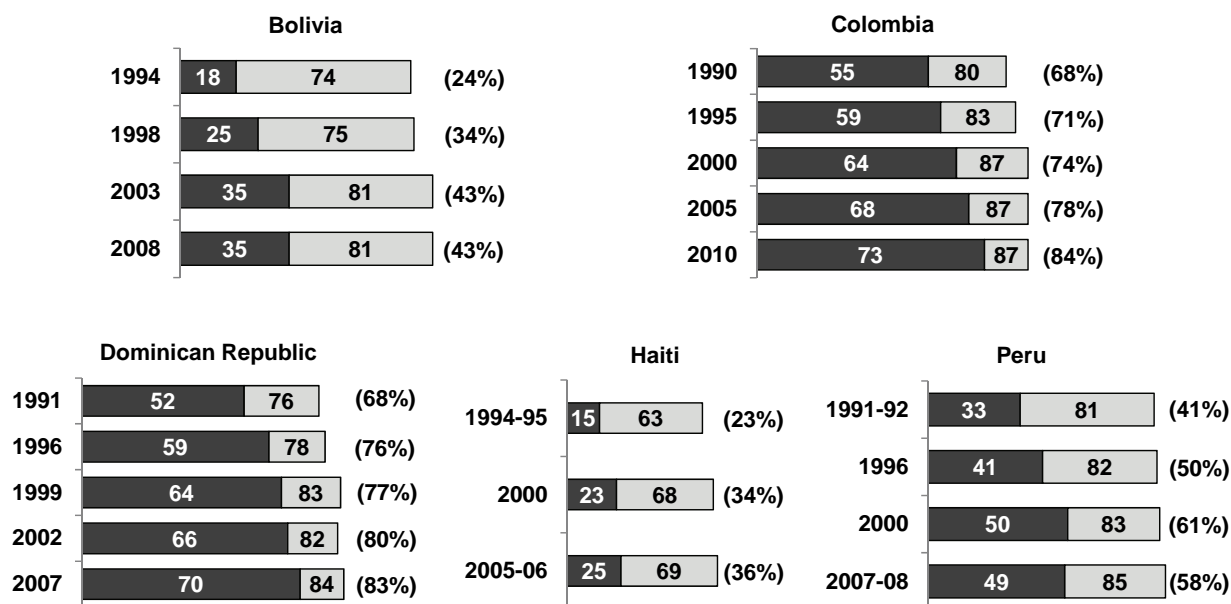 Bolivia
1994 18 74 (24%)
1998 25 75 (34%)
2003 35 81 (43%)
2008 35 81 (43%)
Colombia
1990 55 80 (68%)
1995 59 83 (71%)
2000 64 87 (74%)
2005 68 87 (78%)
2010 73 87 (84%)
Dominican Republic
1991 52 76 (68%)
1996 59 78 (76%)
1999 64 83 (77%)
2002 66 82 (80%)
2007 70 84 (83%)
Haiti
1994-95 15 63 (23%)
2000 23 68 (34%)
2005-06 25 69 (36%)
Peru
1991-92 33 81 (41%)
1996 41 82 (50%)
2000 50 83 (61%)
2007-08 49 85 (58%)